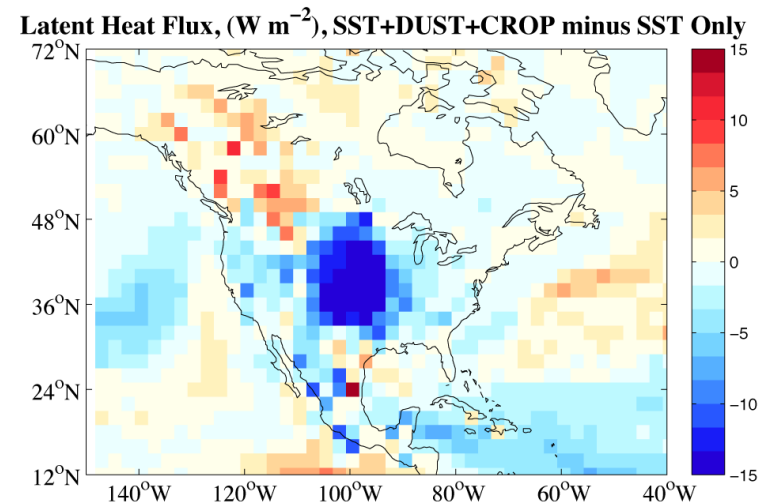 Latent Heat Flux, (W m−2), SST+DUST+CROP minus SST Only
72°N
60°N
48°N
36°N
24°N
12°N
140°W 120°W 100°W 80°W 60°W 40°W
15
10
5
0
−5
−10
−15